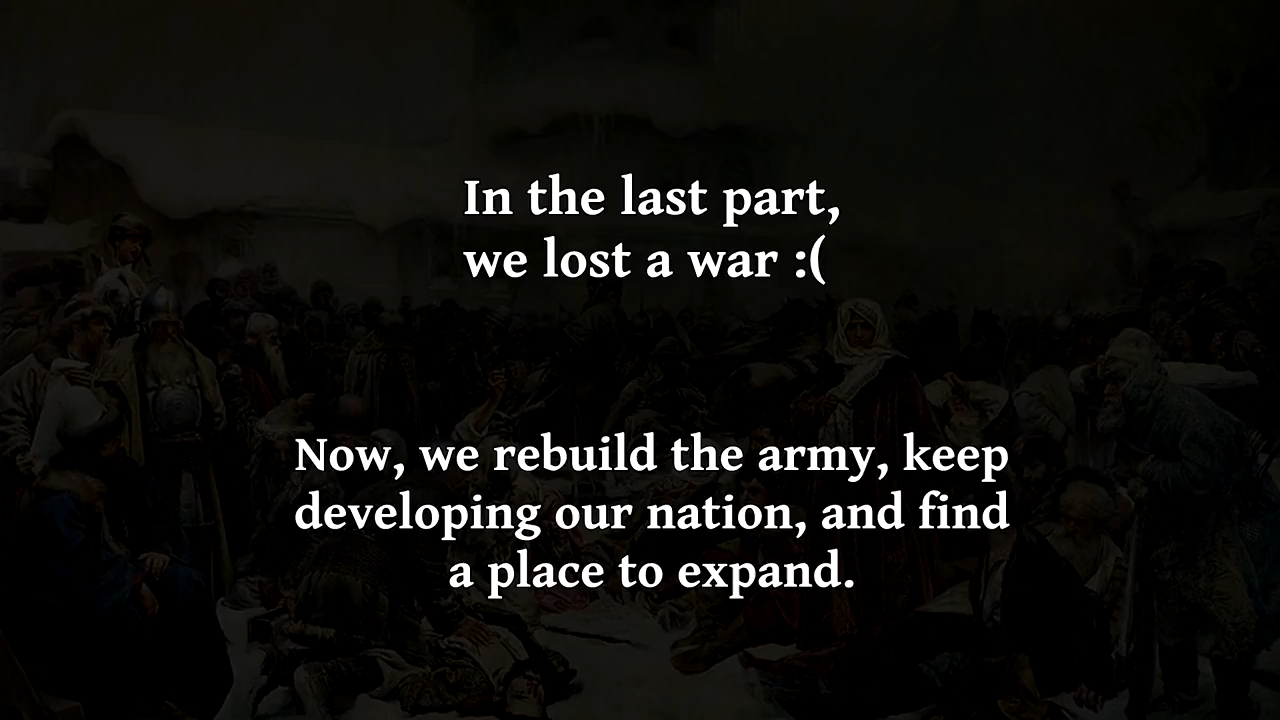 In the last part,
we lost a war :(
Now, we rebuild the army, keep
developing our nation, and find
a place to expand.